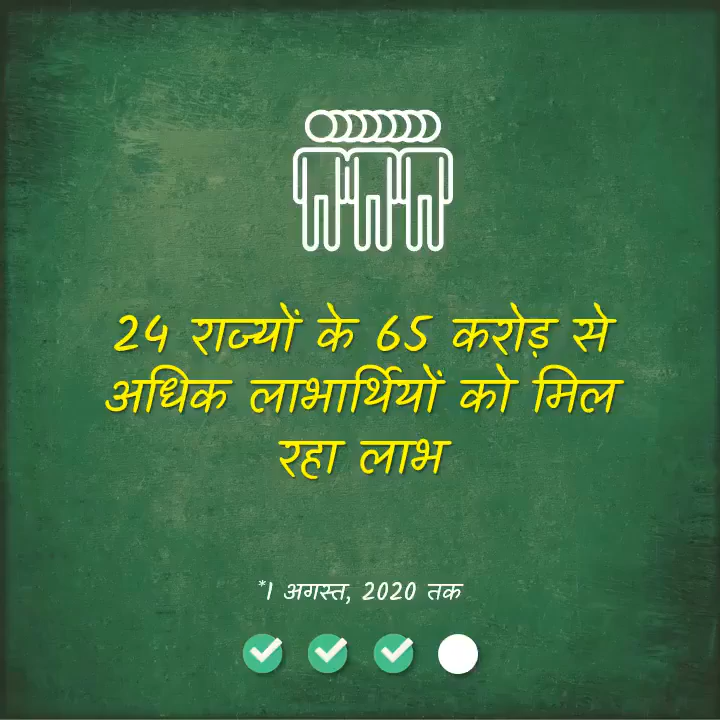 24 राज्यों के 65 करोड़ से
अधिक लाभार्थियों को मिल
रहा लाभ
*1 अगस्त, 2020 तक